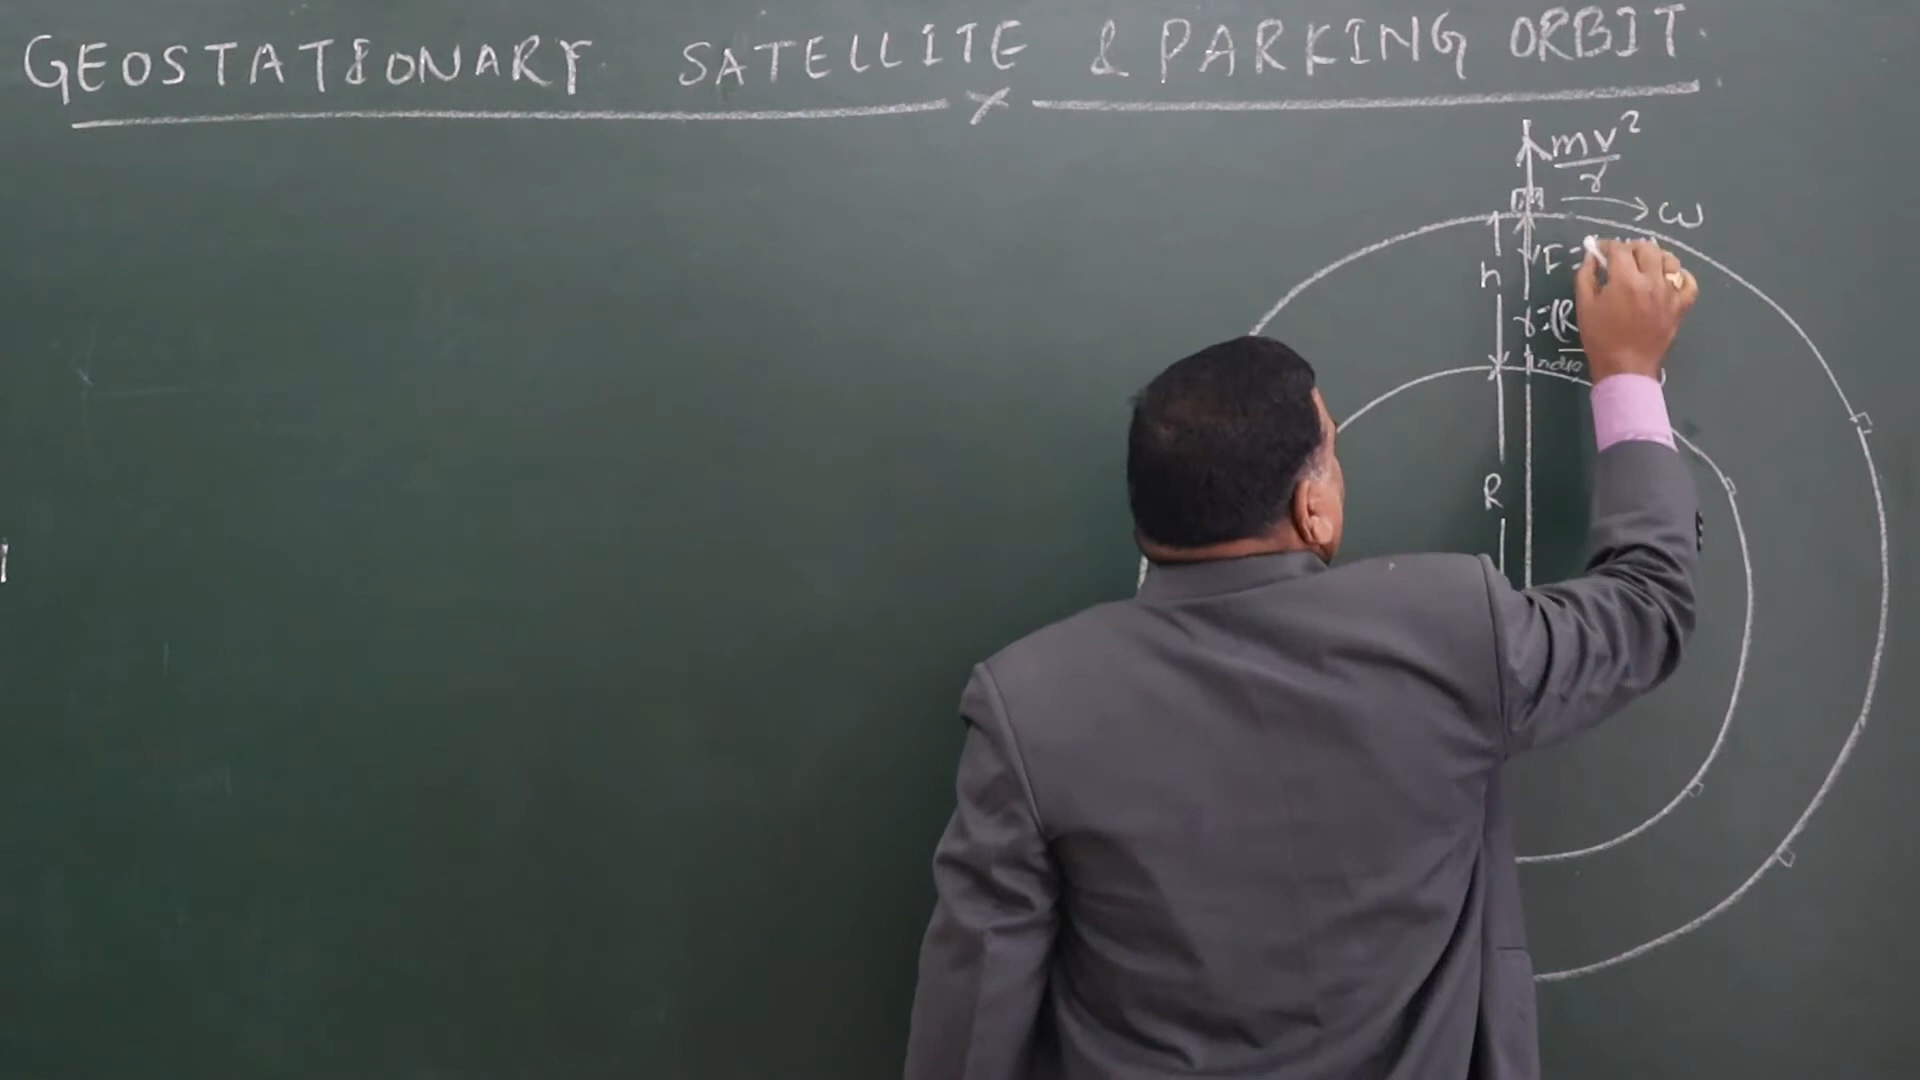 GEOSTATIONARY SATELLITE & PARKING ORBIT.
mv²
r
ω
h
F =
r = (R
R